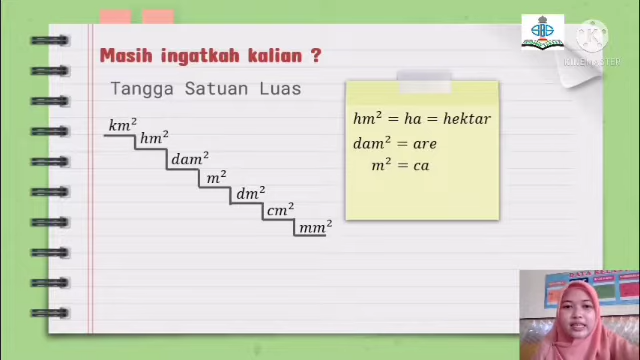 Masih ingatkah kalian ?
Tangga Satuan Luas
km²
hm²
dam²
m²
dm²
cm²
mm²
hm² = ha = hektar
dam² = are
m² = ca
KINEMASTER